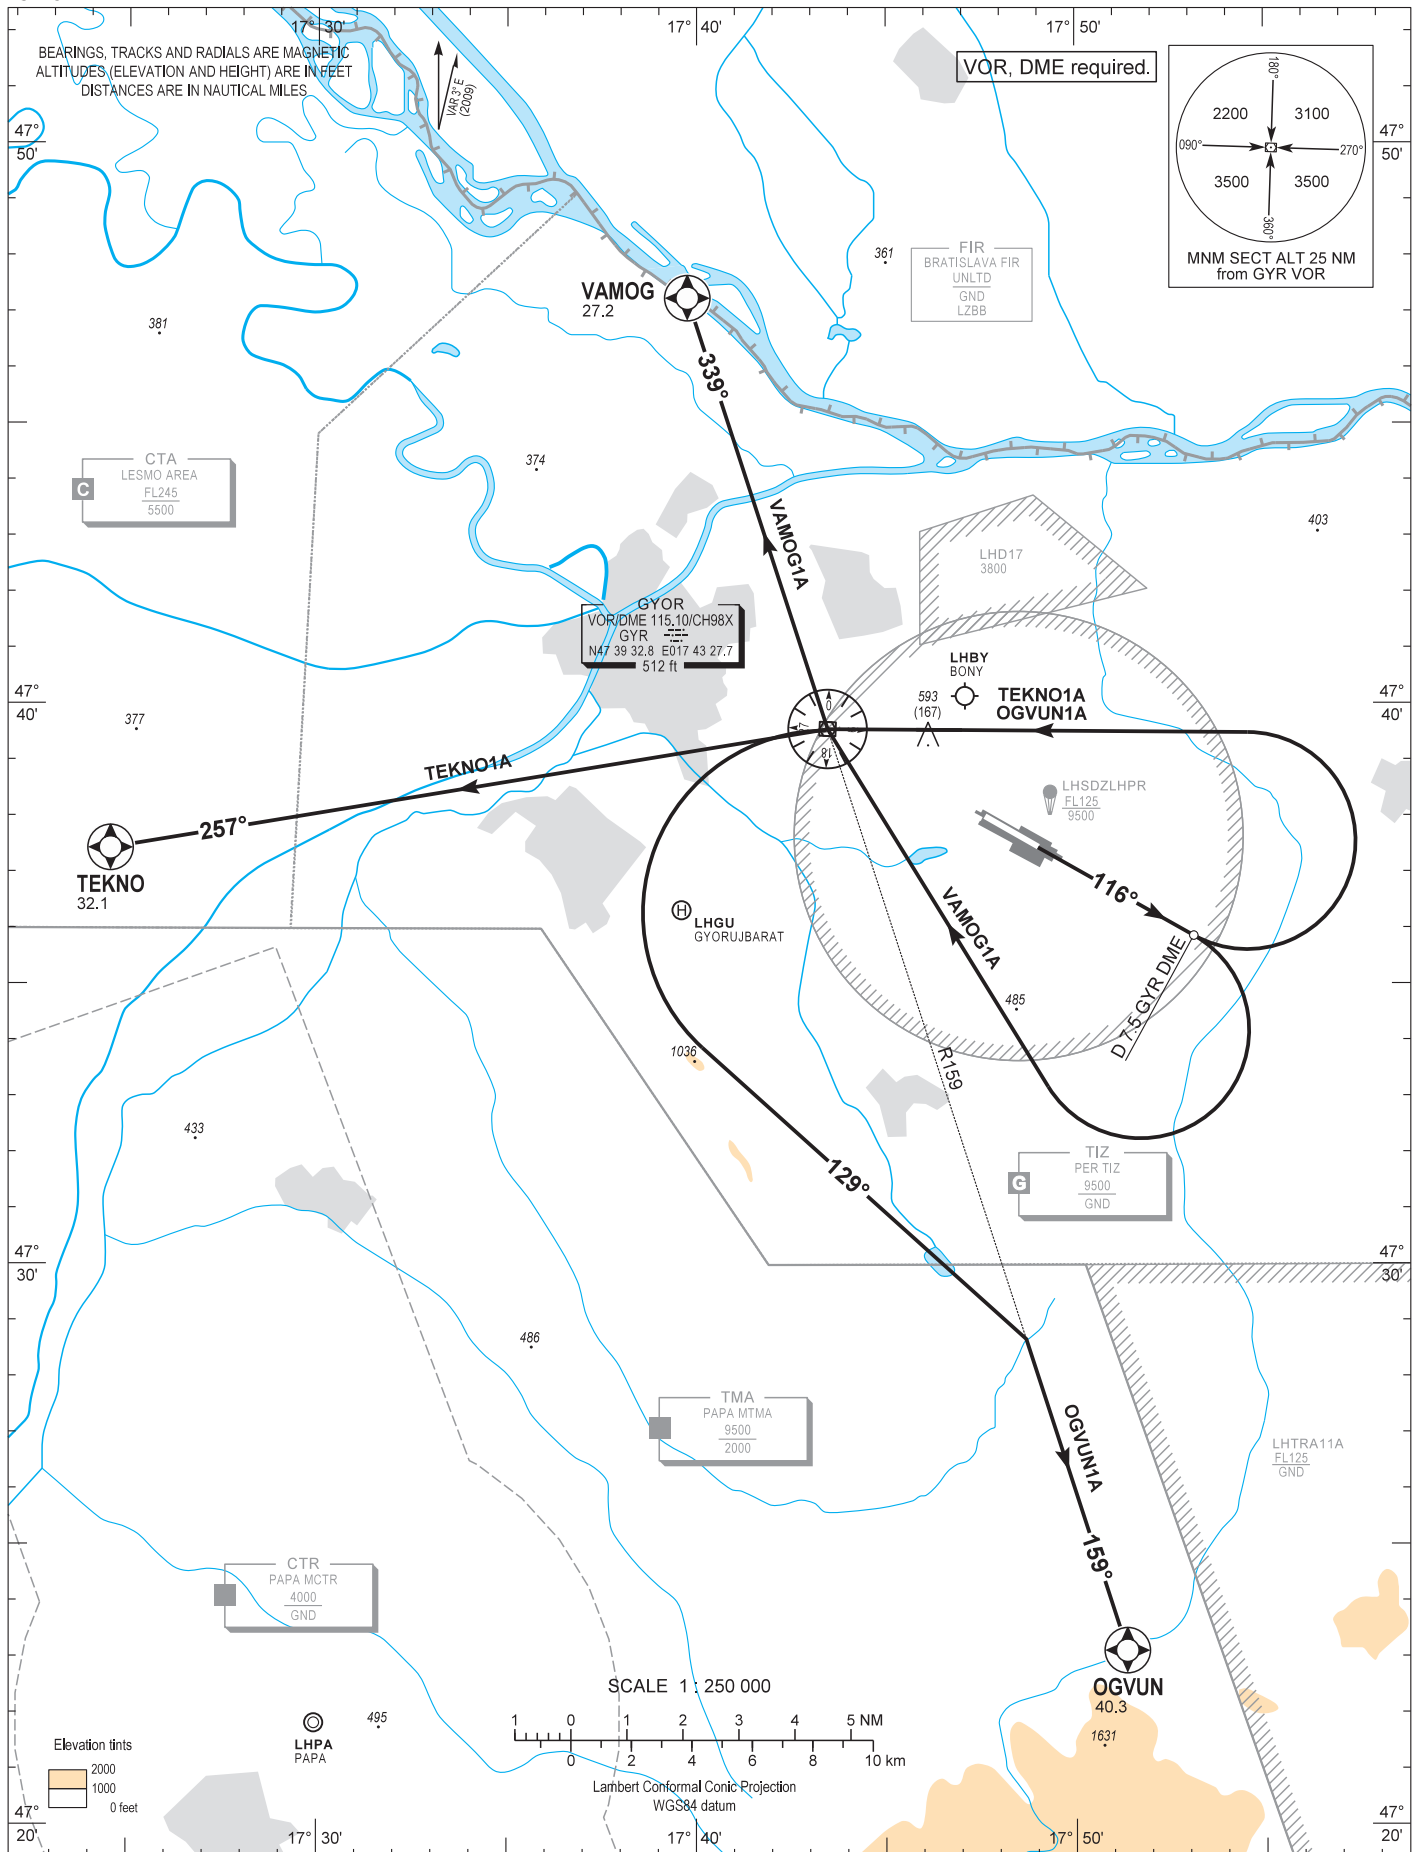 17° 30'
17° 40'
17° 50'
BEARINGS, TRACKS AND RADIALS ARE MAGNETIC
ALTITUDES (ELEVATION AND HEIGHT) ARE IN FEET
DISTANCES ARE IN NAUTICAL MILES
VAR 3° E
(2009)
VOR, DME required.
180°
2200
3100
090°
270°
3500
3500
360°
MNM SECT ALT 25 NM
from GYR VOR
47°
50'
47°
50'
361
FIR
BRATISLAVA FIR
UNLTD
GND
LZBB
VAMOG
27.2
381
339°
CTA
LESMO AREA
FL245
5500
C
374
VAMOG1A
403
LHD17
3800
GYOR
VOR/DME 115.10/CH98X
GYR
N47 39 32.8 E017 43 27.7
512 ft
LHBY
BONY
593
(167)
TEKNO1A
OGVUN1A
47°
40'
47°
40'
377
0
18
TEKNO1A
257°
TEKNO
32.1
LHSDZLHPR
FL125
9500
116°
H
LHGU
GYORUJBARAT
VAMOG1A
D 7.5 GYR DME
485
1036
R159
433
129°
G
TIZ
PER TIZ
9500
GND
47°
30'
47°
30'
486
TMA
PAPA MTMA
9500
2000
OGVUN1A
LHTRA11A
FL125
GND
159°
CTR
PAPA MCTR
4000
GND
OGVUN
40.3
1631
SCALE 1 : 250 000
1 0 1 2 3 4 5 NM
0 2 4 6 8 10 km
Lambert Conformal Conic Projection
WGS84 datum
495
LHPA
PAPA
Elevation tints
2000
1000
0 feet
47°
20'
47°
20'
17° 30'
17° 40'
17° 50'